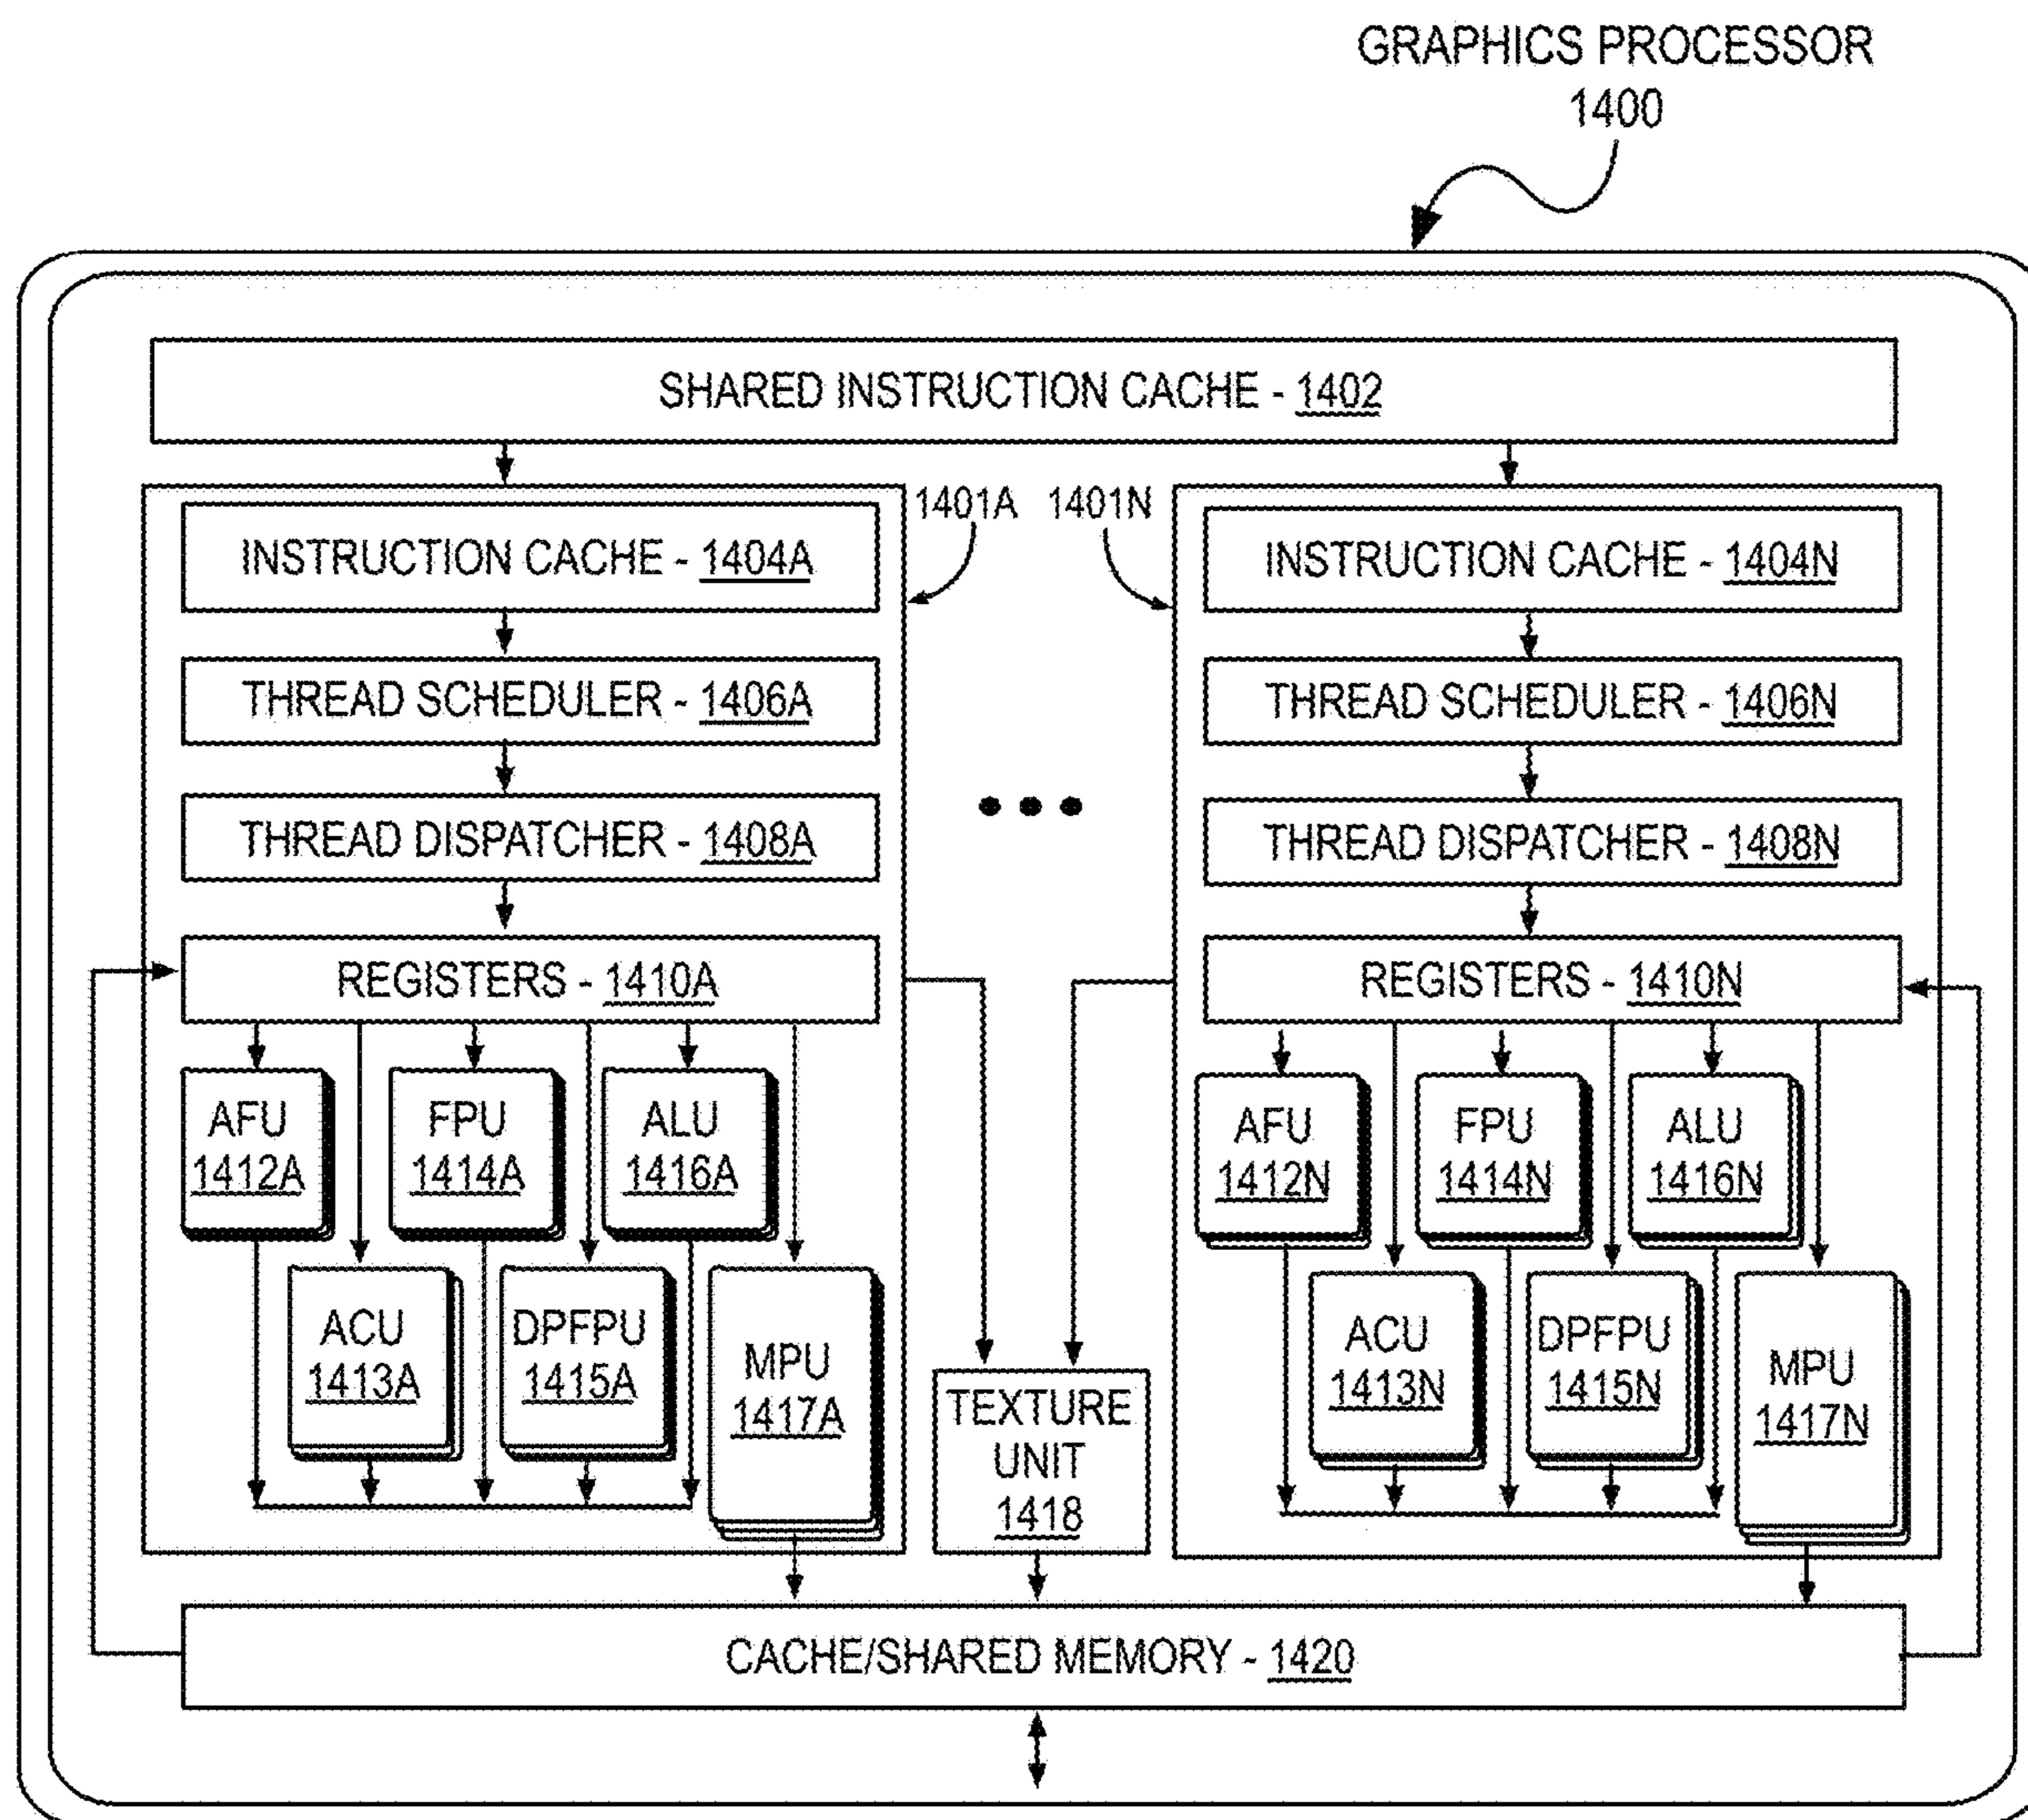 GRAPHICS PROCESSOR
1400
SHARED INSTRUCTION CACHE - 1402
1401A
1401N
INSTRUCTION CACHE - 1404A
THREAD SCHEDULER - 1406A
THREAD DISPATCHER - 1408A
REGISTERS - 1410A
AFU
1412A
FPU
1414A
ALU
1416A
ACU
1413A
DPFPU
1415A
MPU
1417A
INSTRUCTION CACHE - 1404N
THREAD SCHEDULER - 1406N
THREAD DISPATCHER - 1408N
REGISTERS - 1410N
AFU
1412N
FPU
1414N
ALU
1416N
ACU
1413N
DPFPU
1415N
MPU
1417N
TEXTURE
UNIT
1418
CACHE/SHARED MEMORY - 1420